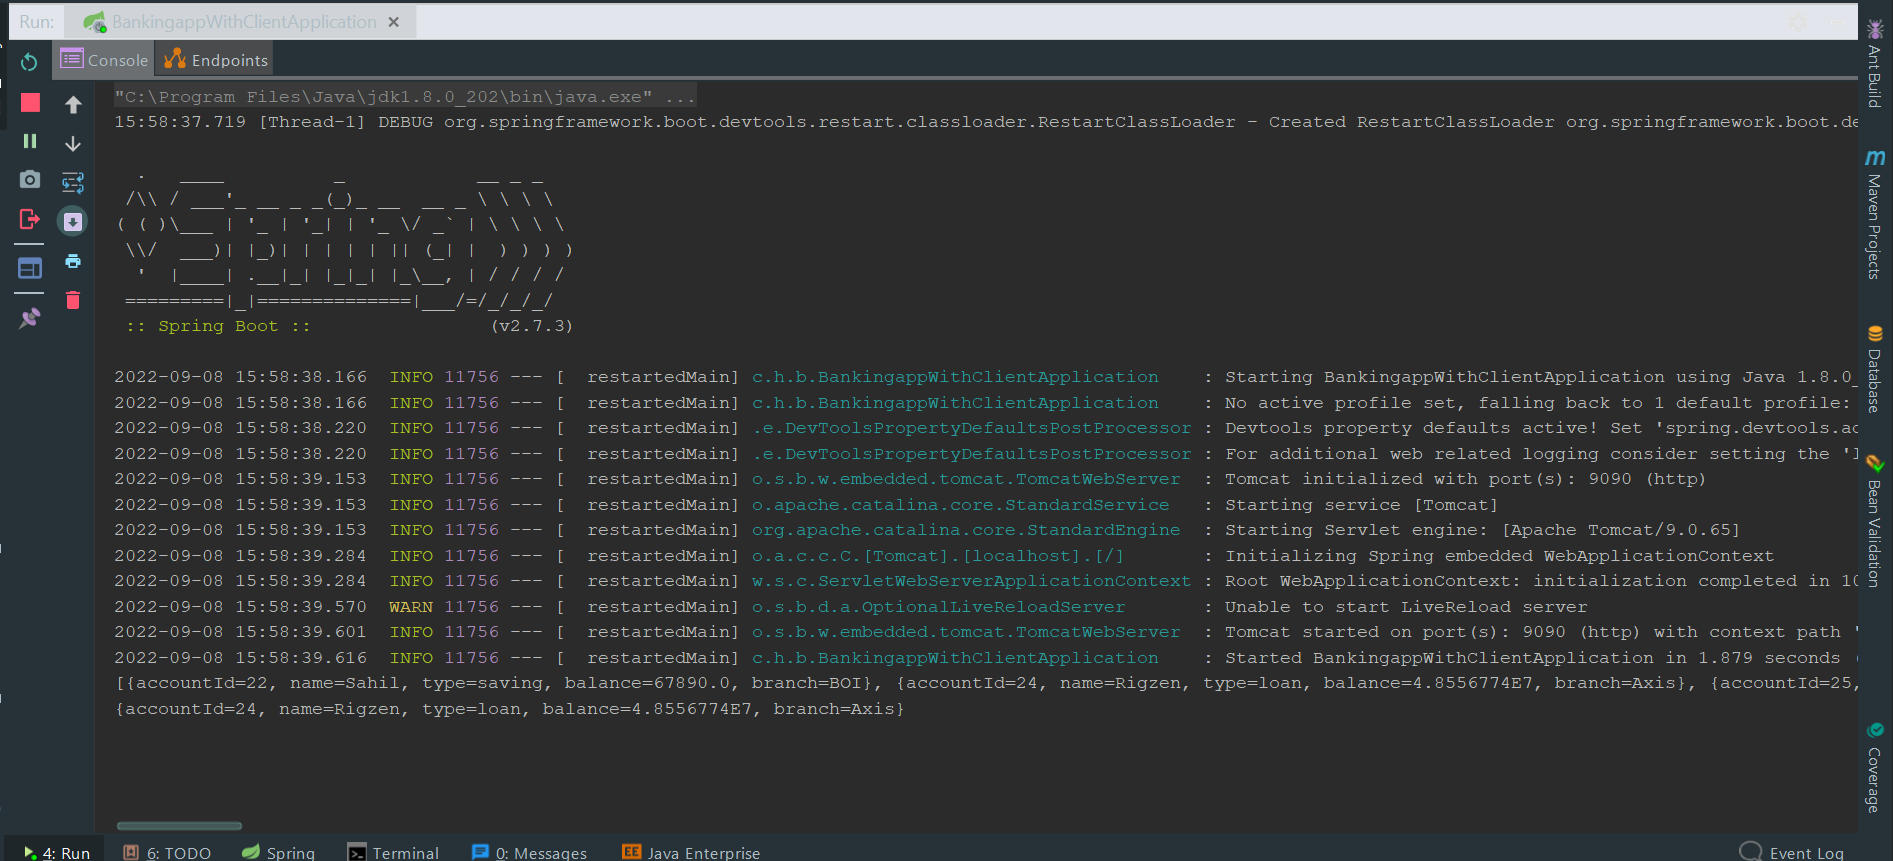 Run: BankingappWithClientApplication ×
Console Endpoints
"C:\Program Files\Java\jdk1.8.0_202\bin\java.exe" ...
15:58:37.719 [Thread-1] DEBUG org.springframework.boot.devtools.restart.classloader.RestartClassLoader - Created RestartClassLoader org.springframework.boot.de
  .   ____          _            __ _ _
 /\\ / ___'_ __ _ _(_)_ __  __ _ \ \ \ \
( ( )\___ | '_ | '_| | '_ \/ _` | \ \ \ \
 \\/  ___)| |_)| | | | | || (_| |  ) ) ) )
  '  |____| .__|_| |_|_| |_\__, | / / / /
 =========|_|==============|___/=/_/_/_/
 :: Spring Boot ::                (v2.7.3)
2022-09-08 15:58:38.166  INFO 11756 --- [  restartedMain] c.h.b.BankingappWithClientApplication    : Starting BankingappWithClientApplication using Java 1.8.0_
2022-09-08 15:58:38.166  INFO 11756 --- [  restartedMain] c.h.b.BankingappWithClientApplication    : No active profile set, falling back to 1 default profile:
2022-09-08 15:58:38.220  INFO 11756 --- [  restartedMain] .e.DevToolsPropertyDefaultsPostProcessor : Devtools property defaults active! Set 'spring.devtools.ad
2022-09-08 15:58:38.220  INFO 11756 --- [  restartedMain] .e.DevToolsPropertyDefaultsPostProcessor : For additional web related logging consider setting the 'l
2022-09-08 15:58:39.153  INFO 11756 --- [  restartedMain] o.s.b.w.embedded.tomcat.TomcatWebServer  : Tomcat initialized with port(s): 9090 (http)
2022-09-08 15:58:39.153  INFO 11756 --- [  restartedMain] o.apache.catalina.core.StandardService   : Starting service [Tomcat]
2022-09-08 15:58:39.153  INFO 11756 --- [  restartedMain] org.apache.catalina.core.StandardEngine  : Starting Servlet engine: [Apache Tomcat/9.0.65]
2022-09-08 15:58:39.284  INFO 11756 --- [  restartedMain] o.a.c.c.C.[Tomcat].[localhost].[/]       : Initializing Spring embedded WebApplicationContext
2022-09-08 15:58:39.284  INFO 11756 --- [  restartedMain] w.s.c.ServletWebServerApplicationContext : Root WebApplicationContext: initialization completed in 10
2022-09-08 15:58:39.570  WARN 11756 --- [  restartedMain] o.s.b.d.a.OptionalLiveReloadServer       : Unable to start LiveReload server
2022-09-08 15:58:39.601  INFO 11756 --- [  restartedMain] o.s.b.w.embedded.tomcat.TomcatWebServer  : Tomcat started on port(s): 9090 (http) with context path '
2022-09-08 15:58:39.616  INFO 11756 --- [  restartedMain] c.h.b.BankingappWithClientApplication    : Started BankingappWithClientApplication in 1.879 seconds (
[{accountId=22, name=Sahil, type=saving, balance=67890.0, branch=BOI}, {accountId=24, name=Rigzen, type=loan, balance=4.8556774E7, branch=Axis}, {accountId=25,
{accountId=24, name=Rigzen, type=loan, balance=4.8556774E7, branch=Axis}
Ant Build
m Maven Projects
Database
Bean Validation
Coverage
4: Run 6: TODO Spring Terminal 0: Messages Java Enterprise Event Log